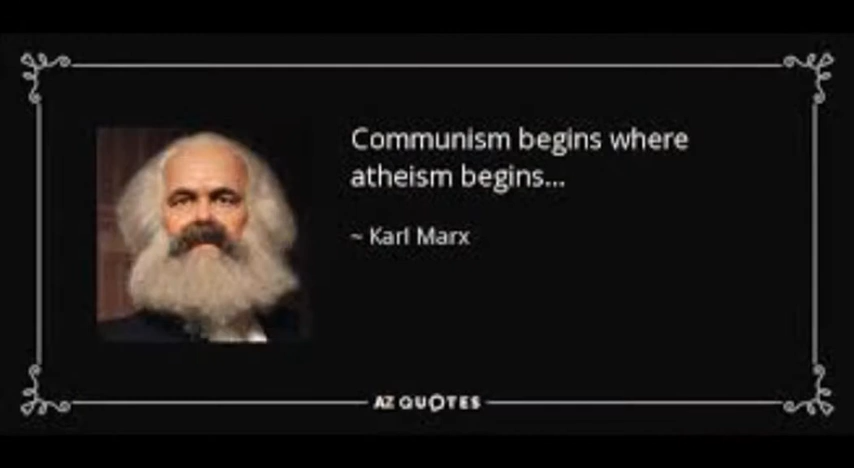 Communism begins where
atheism begins...
~ Karl Marx
AZ QUOTES